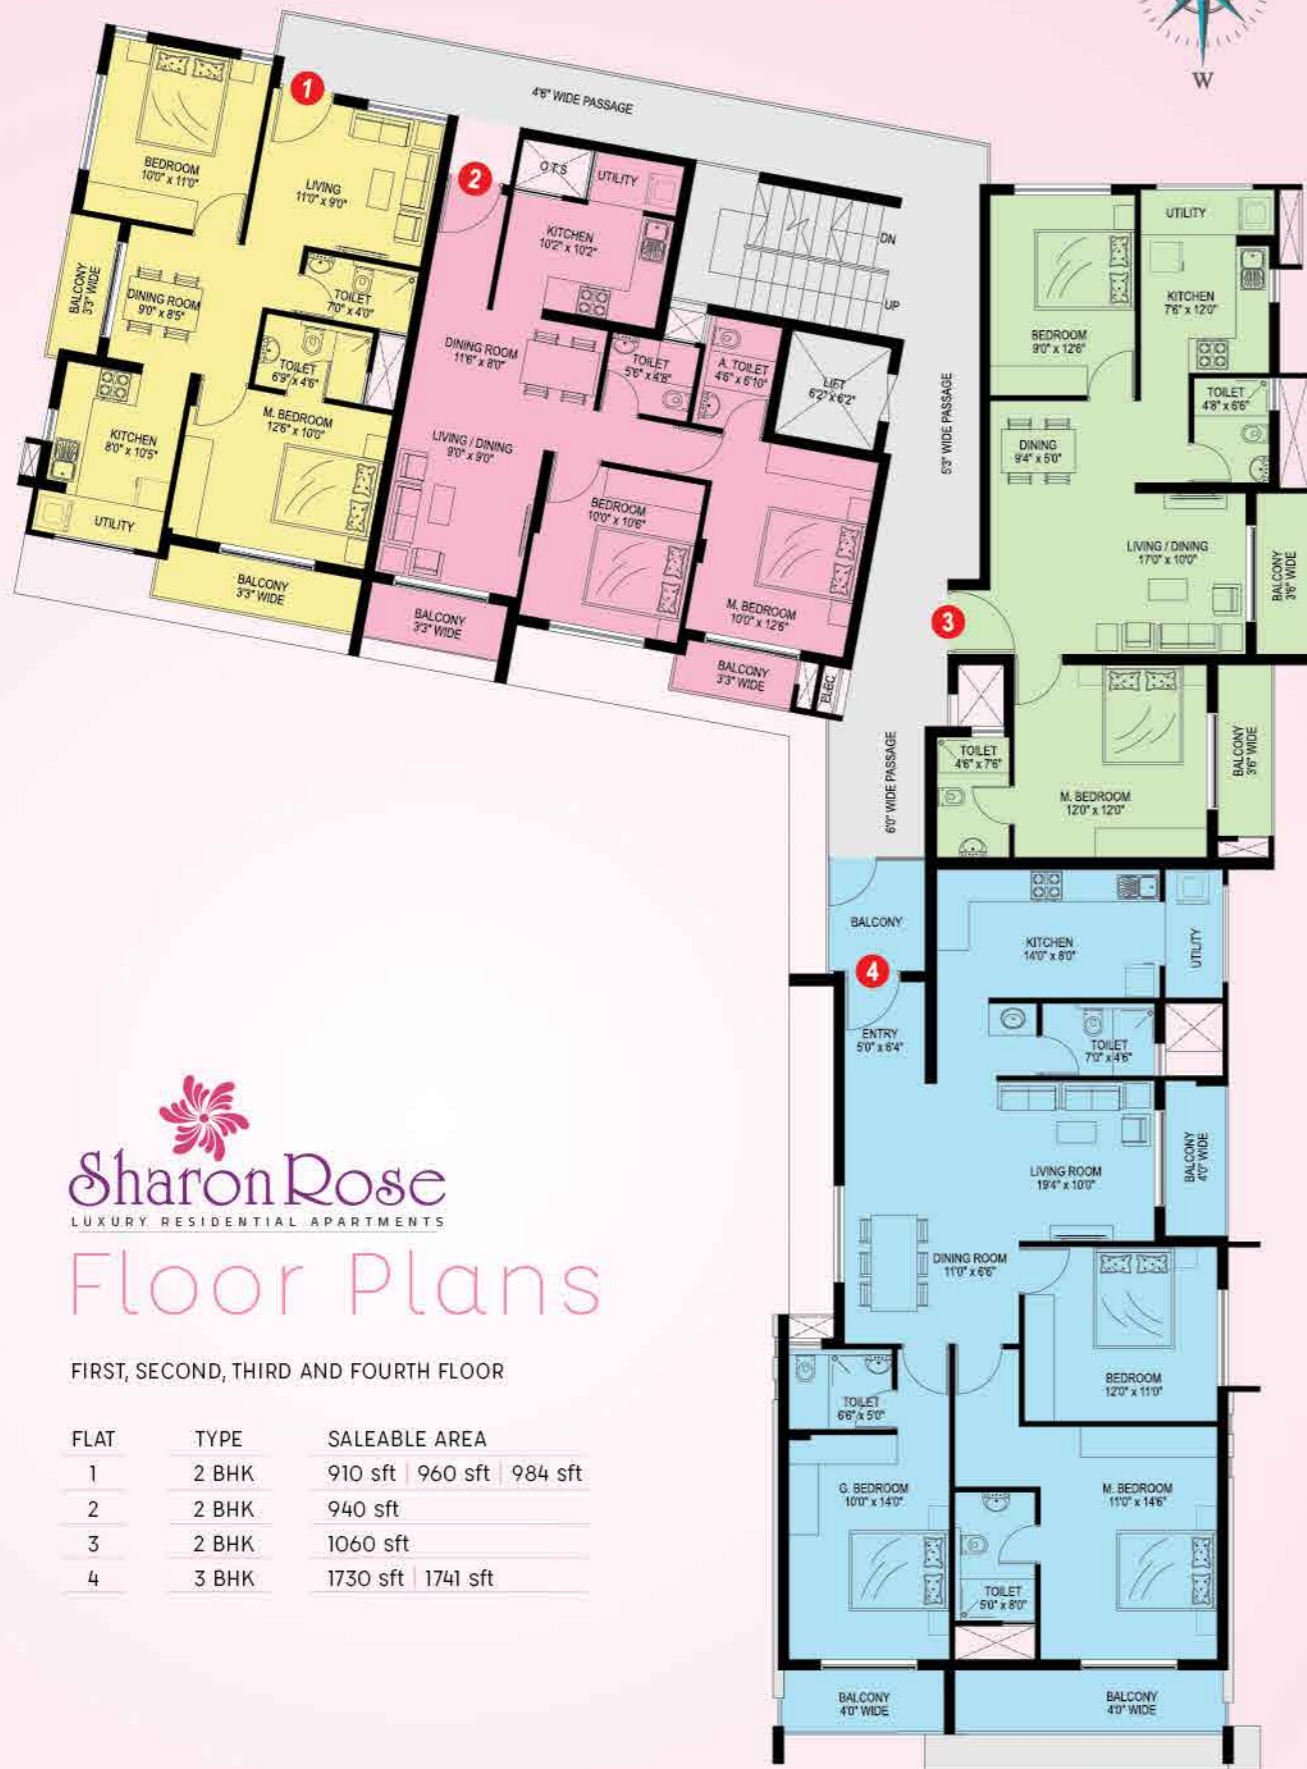 W
4'6" WIDE PASSAGE
1
BEDROOM
10'0" x 11'0"
LIVING
11'0" x 9'0"
BALCONY
3'3" WIDE
DINING ROOM
9'0" x 8'5"
TOILET
7'0" x 4'0"
TOILET
6'9" x 4'6"
KITCHEN
8'0" x 10'5"
M. BEDROOM
12'6" x 10'0"
UTILITY
BALCONY
3'3" WIDE
2
O.T.S
UTILITY
KITCHEN
10'2" x 10'2"
DINING ROOM
11'6" x 8'0"
TOILET
5'6" x 4'8"
A. TOILET
4'6" x 6'10"
LIVING / DINING
9'0" x 9'0"
BEDROOM
10'0" x 10'6"
M. BEDROOM
10'0" x 12'6"
BALCONY
3'3" WIDE
BALCONY
3'3" WIDE
ELEC
DN
UP
LIFT
6'2" x 6'2"
5'3" WIDE PASSAGE
6'0" WIDE PASSAGE
3
UTILITY
BEDROOM
9'0" x 12'6"
KITCHEN
7'6" x 12'0"
TOILET
4'8" x 6'6"
DINING
9'4" x 5'0"
LIVING / DINING
17'0" x 10'0"
BALCONY
3'6" WIDE
TOILET
4'6" x 7'6"
M. BEDROOM
12'0" x 12'0"
BALCONY
3'6" WIDE
BALCONY
4
KITCHEN
14'0" x 8'0"
UTILITY
ENTRY
5'0" x 6'4"
TOILET
7'0" x 4'6"
LIVING ROOM
19'4" x 10'0"
BALCONY
4'0" WIDE
DINING ROOM
11'0" x 6'6"
BEDROOM
12'0" x 11'0"
TOILET
6'6" x 5'0"
G. BEDROOM
10'0" x 14'0"
M. BEDROOM
11'0" x 14'6"
TOILET
5'0" x 8'0"
BALCONY
4'0" WIDE
BALCONY
4'0" WIDE
Sharon Rose
LUXURY RESIDENTIAL APARTMENTS
Floor Plans
FIRST, SECOND, THIRD AND FOURTH FLOOR
FLAT TYPE SALEABLE AREA
1 2 BHK 910 sft | 960 sft | 984 sft
2 2 BHK 940 sft
3 2 BHK 1060 sft
4 3 BHK 1730 sft | 1741 sft